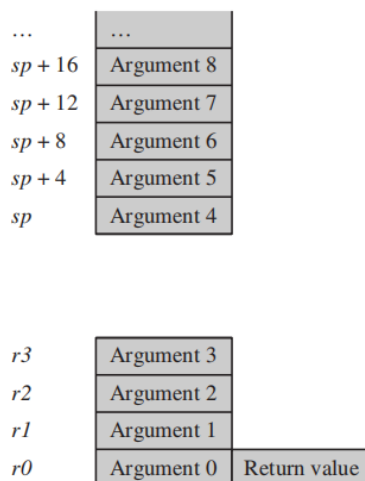 ... ...
sp + 16 Argument 8
sp + 12 Argument 7
sp + 8 Argument 6
sp + 4 Argument 5
sp Argument 4
r3 Argument 3
r2 Argument 2
r1 Argument 1
r0 Argument 0 Return value